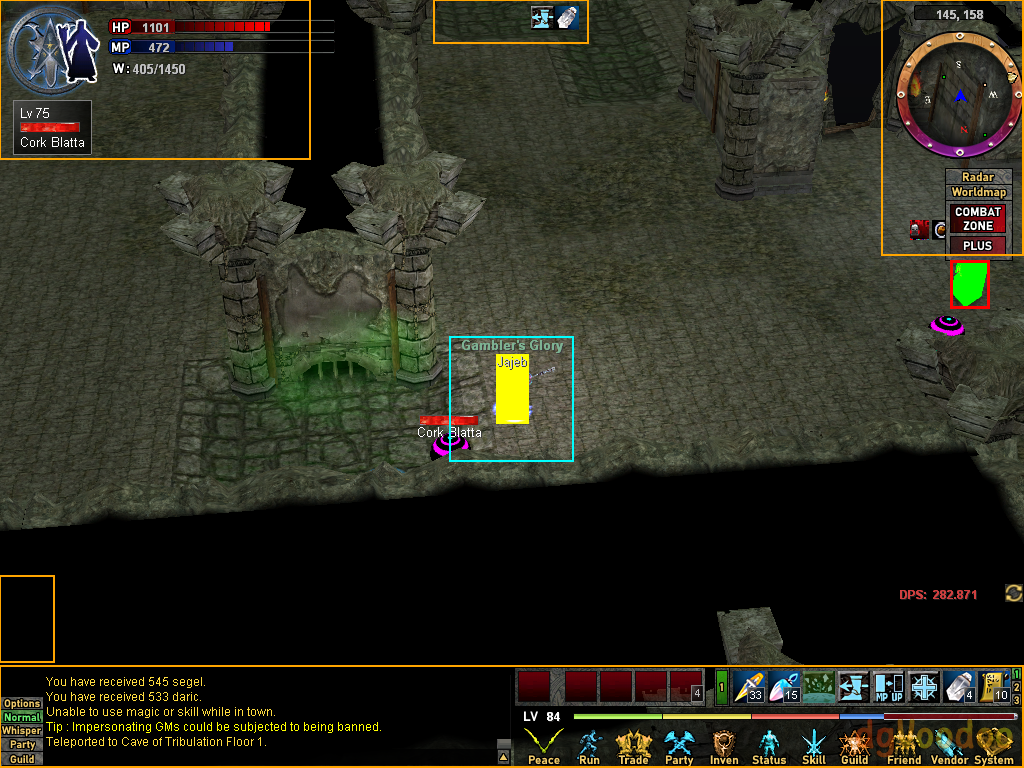 HP 1101
MP 472
W: 405/1450
Lv 75
Cork Blatta
145, 158
S
W
E
N
Radar
Worldmap
COMBAT
ZONE
PLUS
Gambler's Glory
Jajeb
Cork Blatta
DPS: 282.871
You have received 545 segel.
You have received 533 daric.
Unable to use magic or skill while in town.
Tip : Impersonating GMs could be subjected to being banned.
Teleported to Cave of Tribulation Floor 1.
Options
Normal
Whisper
Party
Guild
4
1
33
15
MP UP
4
10
1
2
3
LV 84
Peace
Run
Trade
Party
Inven
Status
Skill
Guild
Friend
Vendor
System